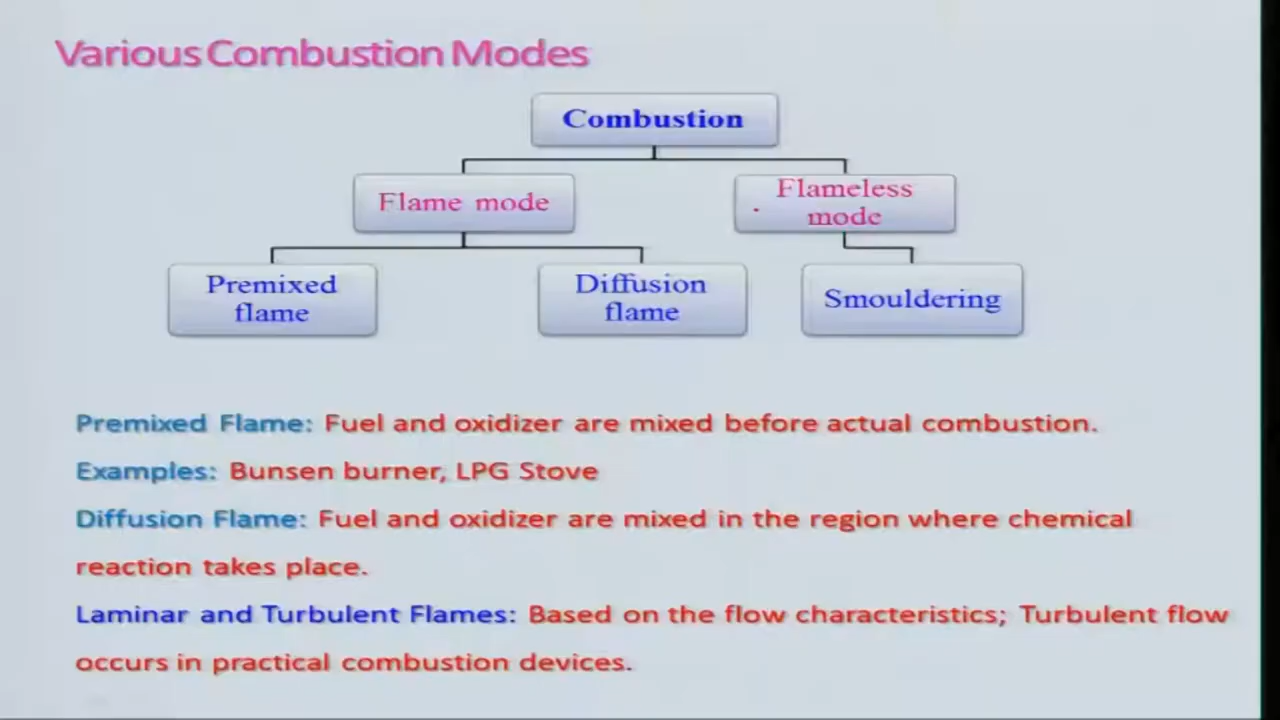 Various Combustion Modes
Combustion
Flame mode
Flameless
mode
Premixed
flame
Diffusion
flame
Smouldering
Premixed Flame: Fuel and oxidizer are mixed before actual combustion.
Examples: Bunsen burner, LPG Stove
Diffusion Flame: Fuel and oxidizer are mixed in the region where chemical
reaction takes place.
Laminar and Turbulent Flames: Based on the flow characteristics; Turbulent flow
occurs in practical combustion devices.